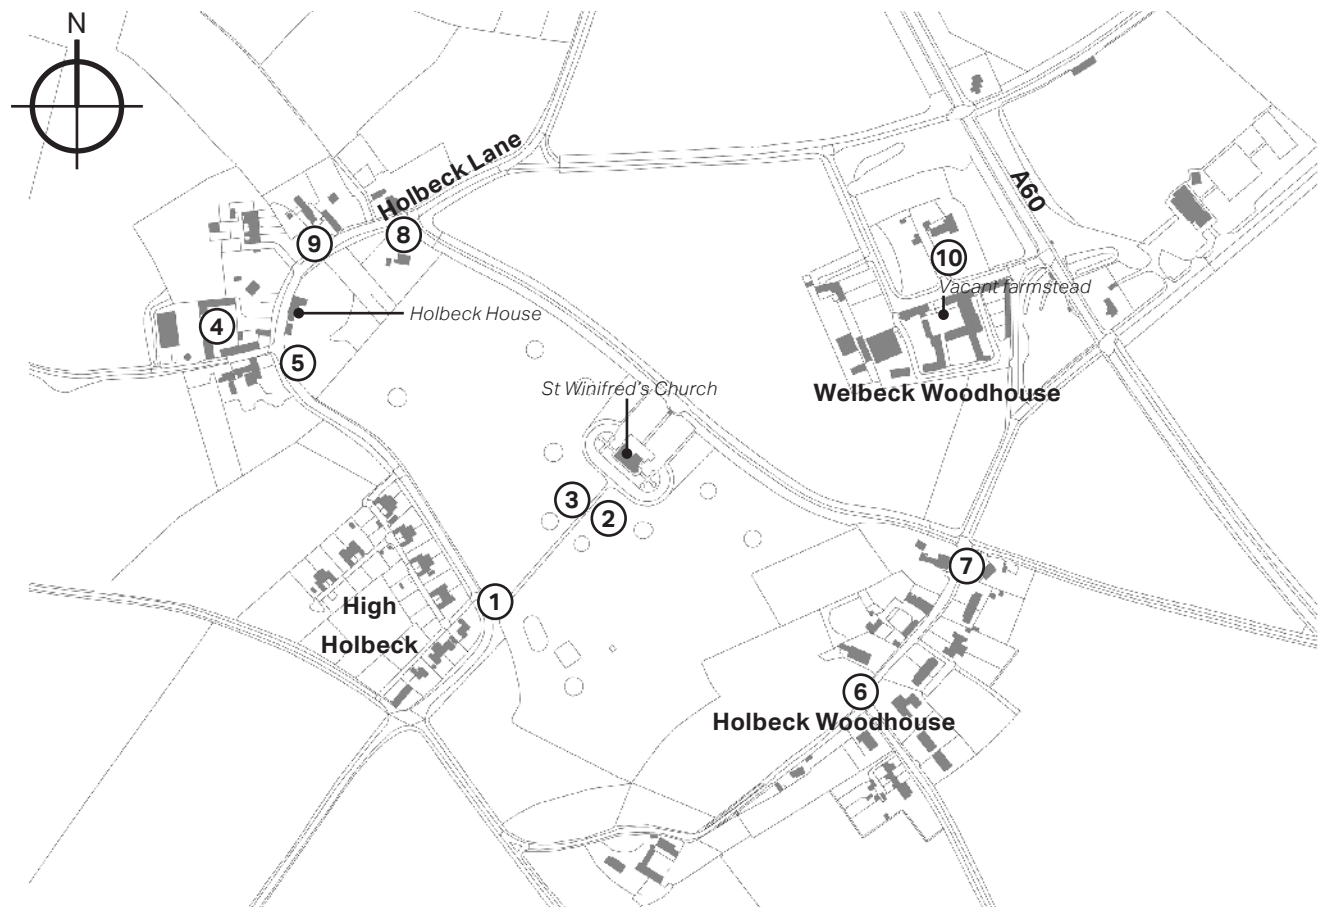 N
Holbeck Lane
A60
8
9
10
Vacant farmstead
Holbeck House
4
5
St Winifred's Church
Welbeck Woodhouse
3
2
7
1
High
Holbeck
6
Holbeck Woodhouse